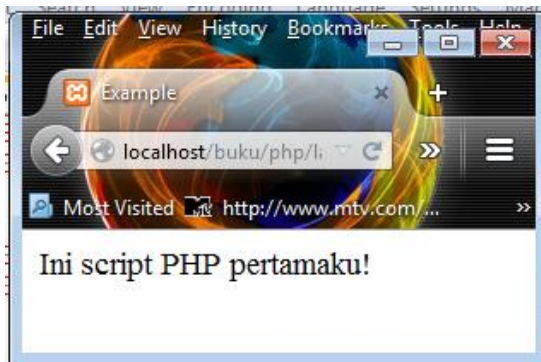 File Edit View History Bookmarks Tools Help
Example
localhost/buku/php/
Most Visited http://www.mtv.com/...
Ini script PHP pertamaku!